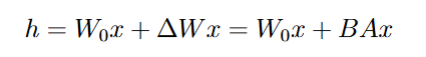 h = W₀x + ΔWx = W₀x + BAx